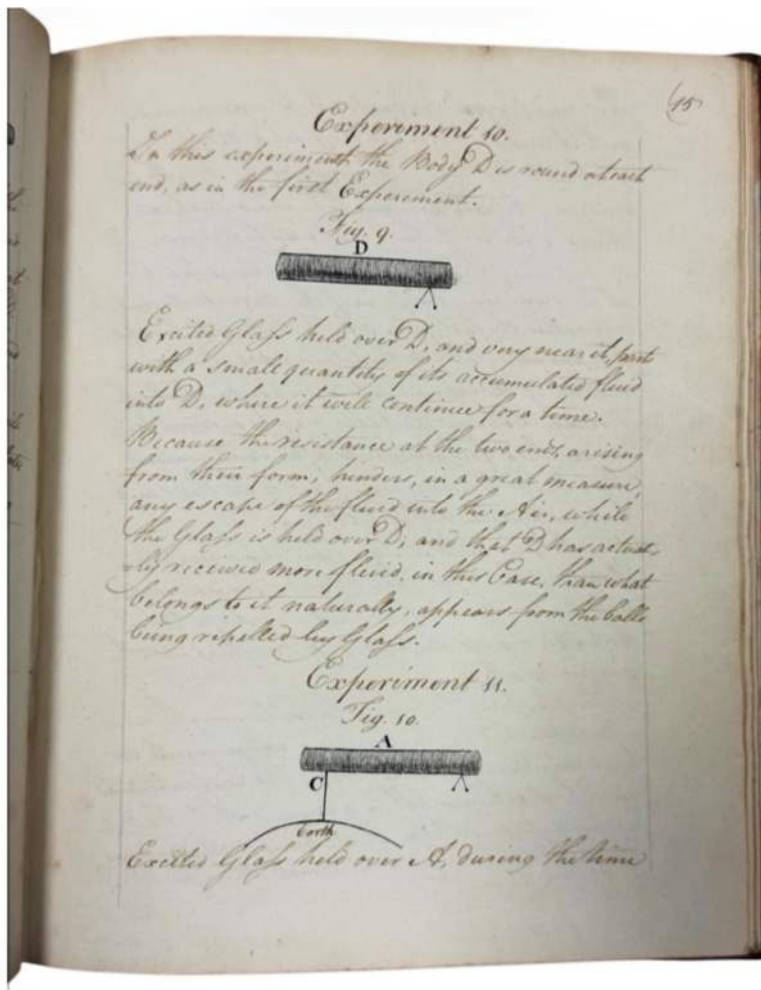 15
Experiment 10.
In this experiment the Body D is round at each
end, as in the first Experiment.
Fig. 9.
D
Excited Glass held over D, and very near it, part
with a small quantity of its accumulated fluid
into D, where it will continue for a time.
Because the resistance at the two ends, arising
from their form, hinders, in a great measure,
any escape of the fluid into the Air, while
the Glass is held over D, and that D has actual-
-ly received more fluid, in this Case, than what
belongs to it naturally, appears from the balls
being repelled by Glass.
Experiment 11.
Fig. 10.
A
C
Earth
Excited Glass held over A, during the time